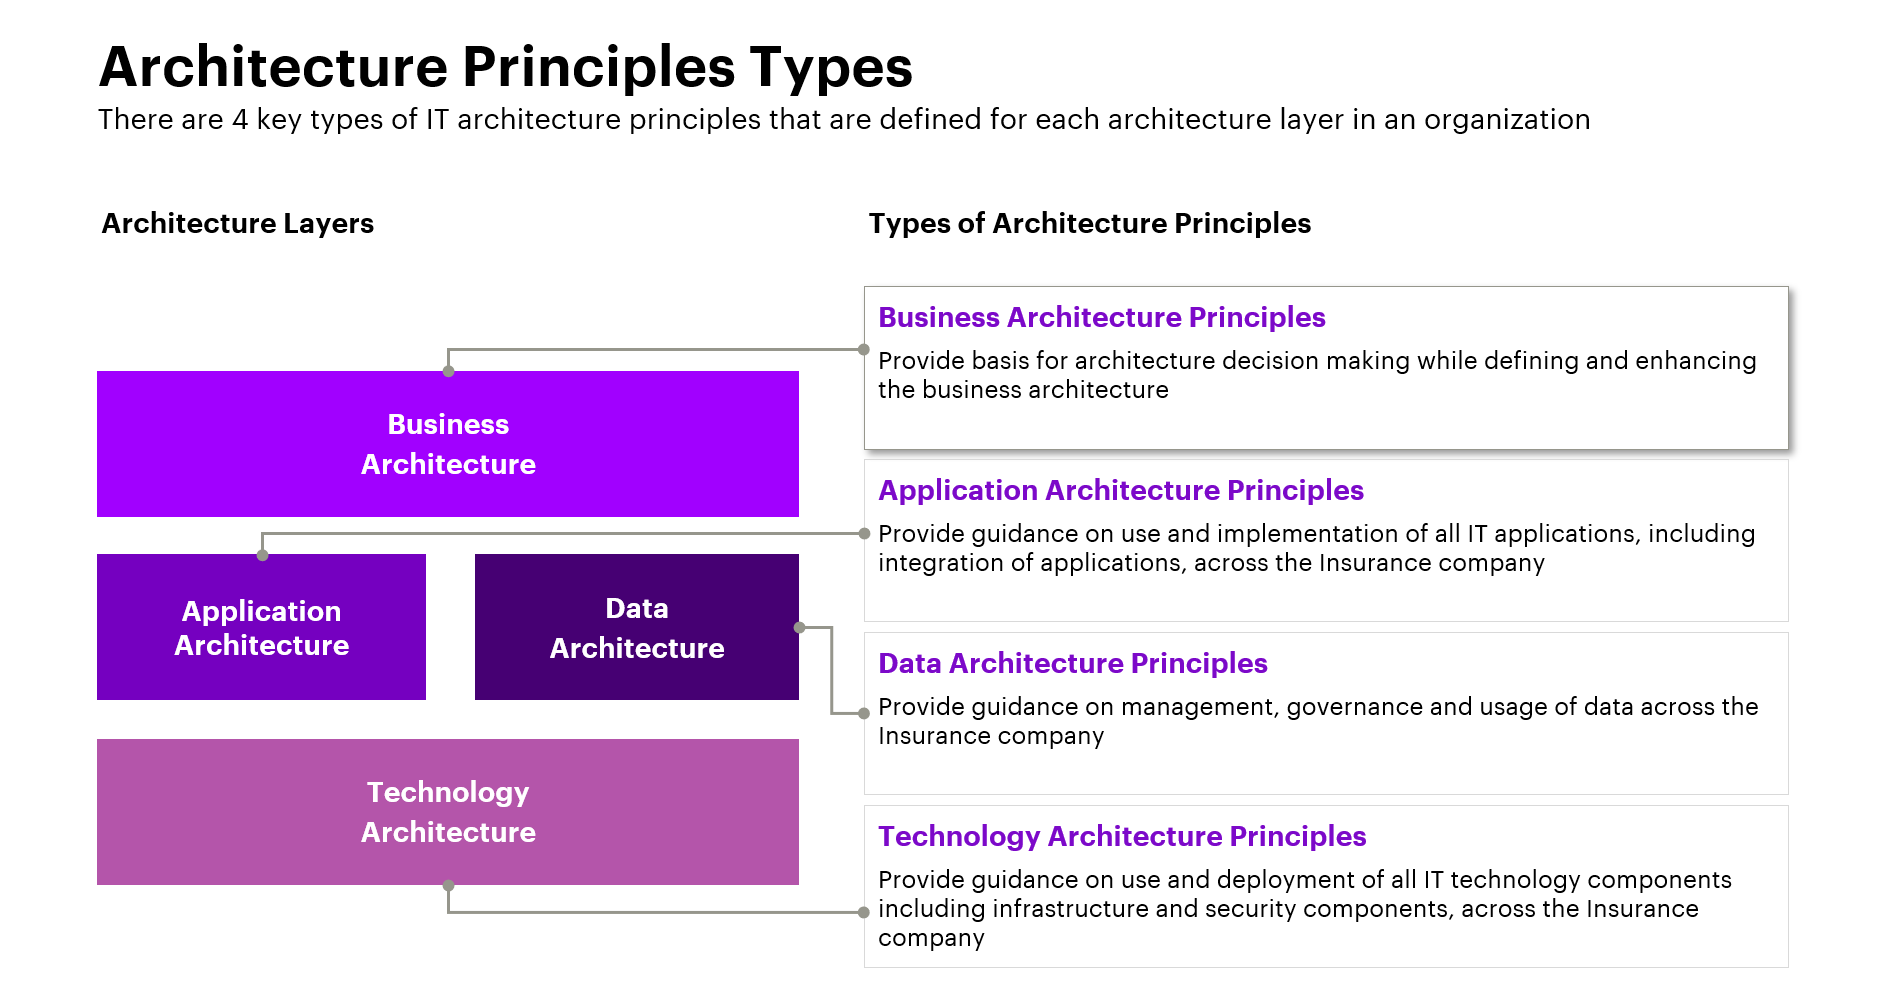 Architecture Principles Types
There are 4 key types of IT architecture principles that are defined for each architecture layer in an organization
Architecture Layers
Business
Architecture
Application
Architecture
Data
Architecture
Technology
Architecture
Types of Architecture Principles
Business Architecture Principles
Provide basis for architecture decision making while defining and enhancing
the business architecture
Application Architecture Principles
Provide guidance on use and implementation of all IT applications, including
integration of applications, across the Insurance company
Data Architecture Principles
Provide guidance on management, governance and usage of data across the
Insurance company
Technology Architecture Principles
Provide guidance on use and deployment of all IT technology components
including infrastructure and security components, across the Insurance
company